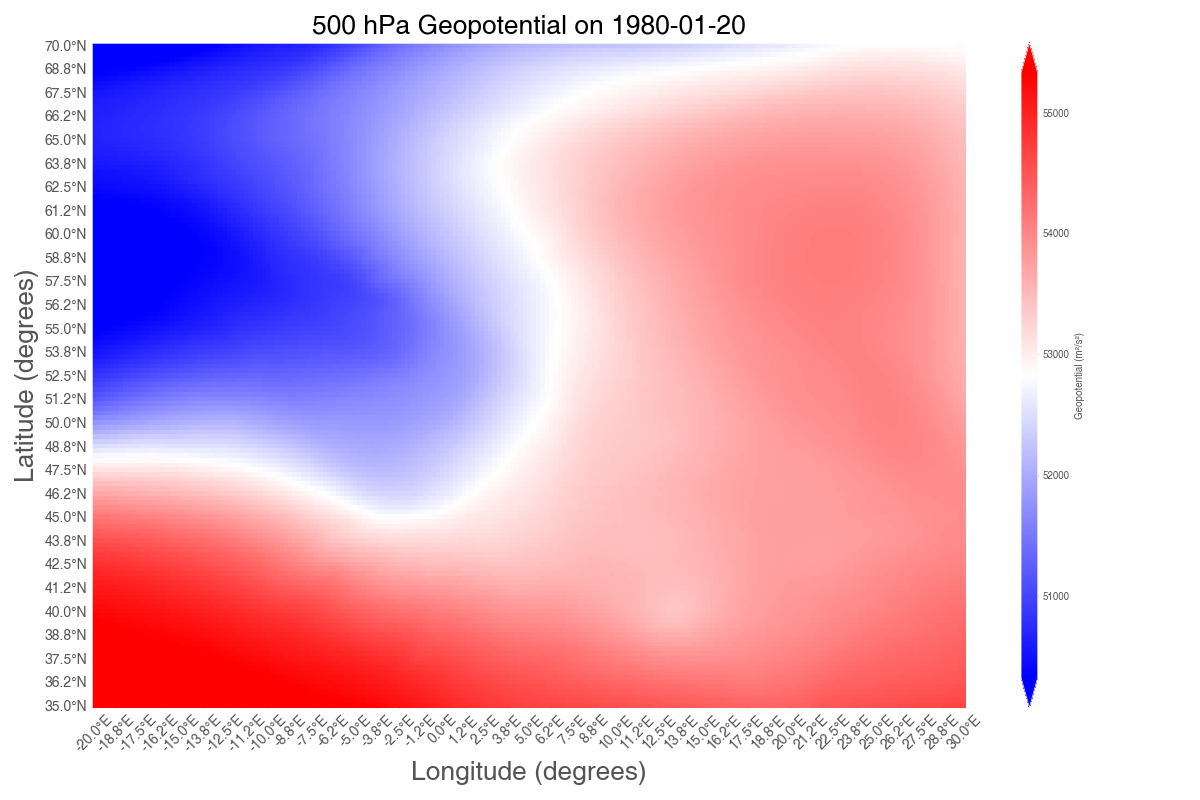 500 hPa Geopotential on 1980-01-20
70.0°N
68.8°N
67.5°N
66.2°N
65.0°N
63.8°N
62.5°N
61.2°N
60.0°N
58.8°N
57.5°N
56.2°N
55.0°N
53.8°N
52.5°N
51.2°N
50.0°N
48.8°N
47.5°N
46.2°N
45.0°N
43.8°N
42.5°N
41.2°N
40.0°N
38.8°N
37.5°N
36.2°N
35.0°N
Latitude (degrees)
-20.0°E
-18.8°E
-17.5°E
-16.2°E
-15.0°E
-13.8°E
-12.5°E
-11.2°E
-10.0°E
-8.8°E
-7.5°E
-6.2°E
-5.0°E
-3.8°E
-2.5°E
-1.2°E
0.0°E
1.2°E
2.5°E
3.8°E
5.0°E
6.2°E
7.5°E
8.8°E
10.0°E
11.2°E
12.5°E
13.8°E
15.0°E
16.2°E
17.5°E
18.8°E
20.0°E
21.2°E
22.5°E
23.8°E
25.0°E
26.2°E
27.5°E
28.8°E
30.0°E
Longitude (degrees)
55000
54000
53000
52000
51000
Geopotential (m²/s²)